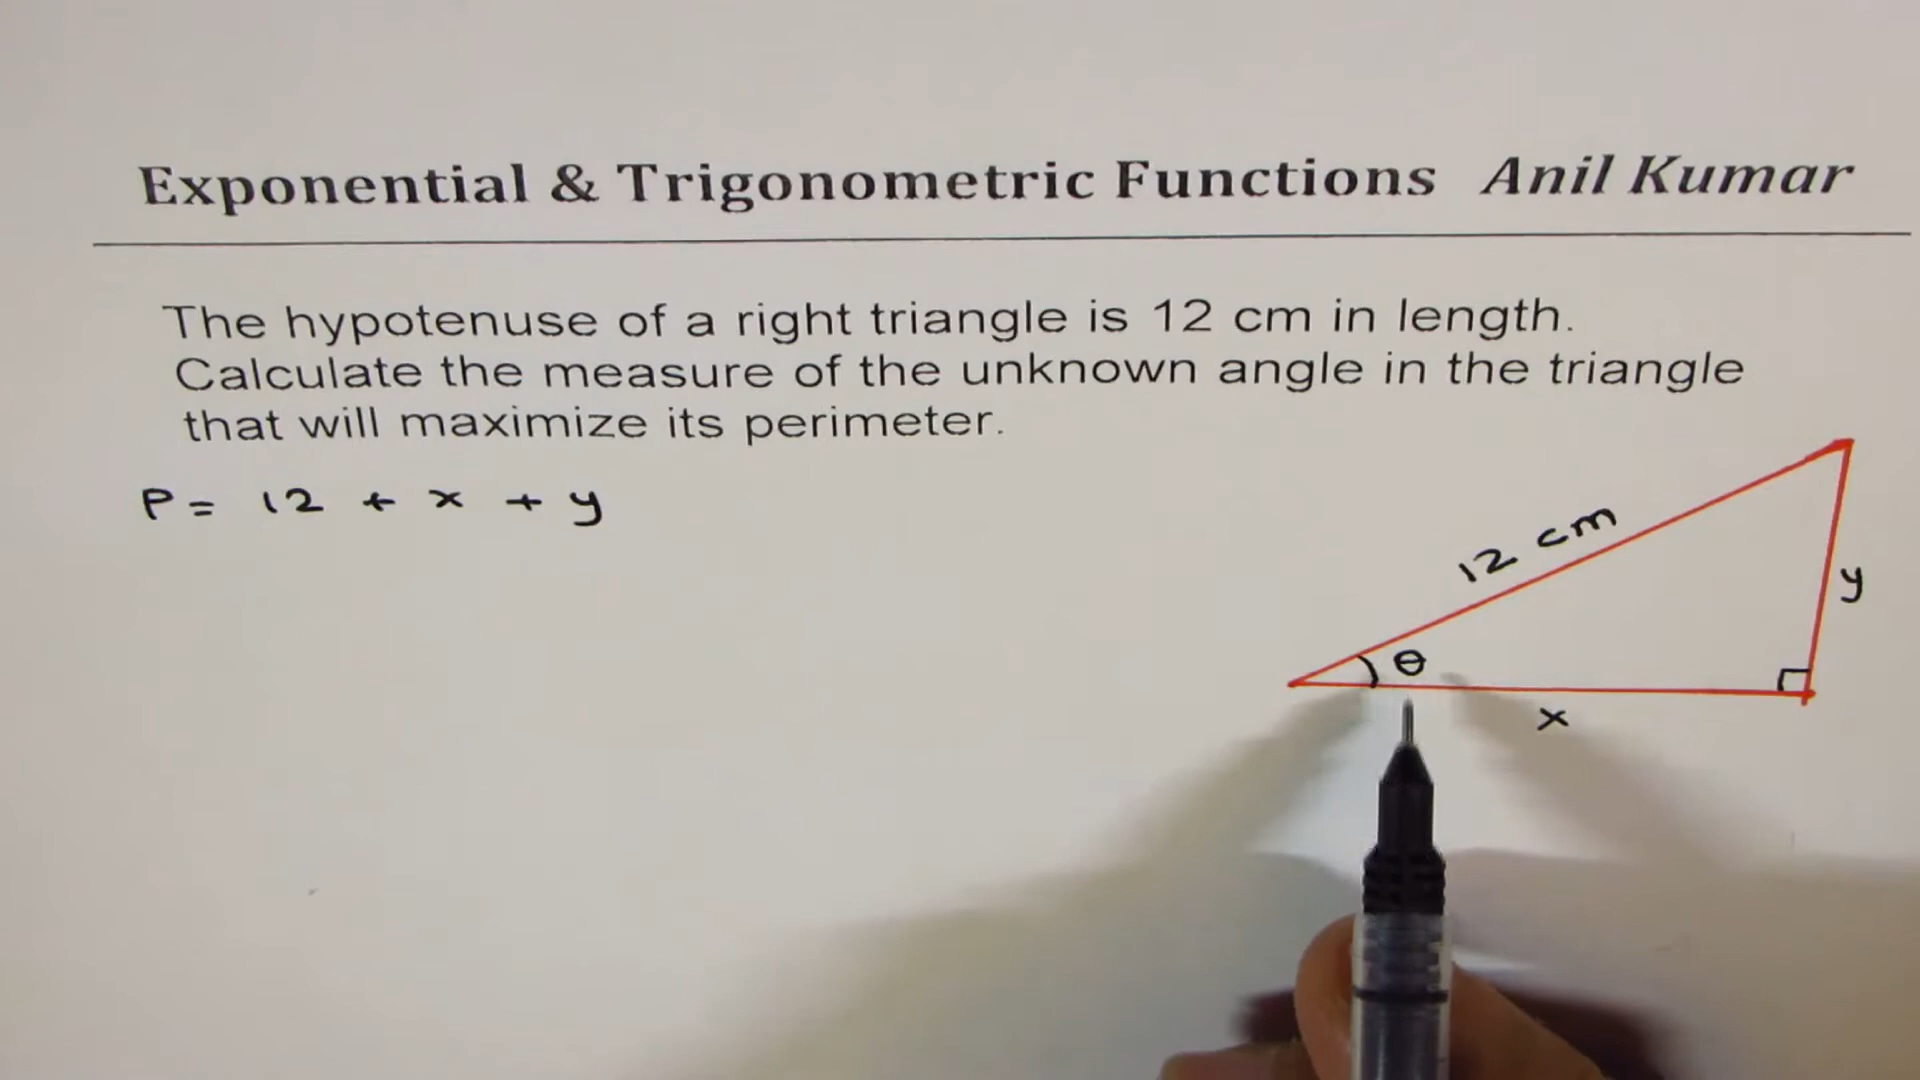 Exponential & Trigonometric Functions Anil Kumar
The hypotenuse of a right triangle is 12 cm in length.
Calculate the measure of the unknown angle in the triangle
that will maximize its perimeter.
P = 12 + x + y
12 cm
y
θ
x